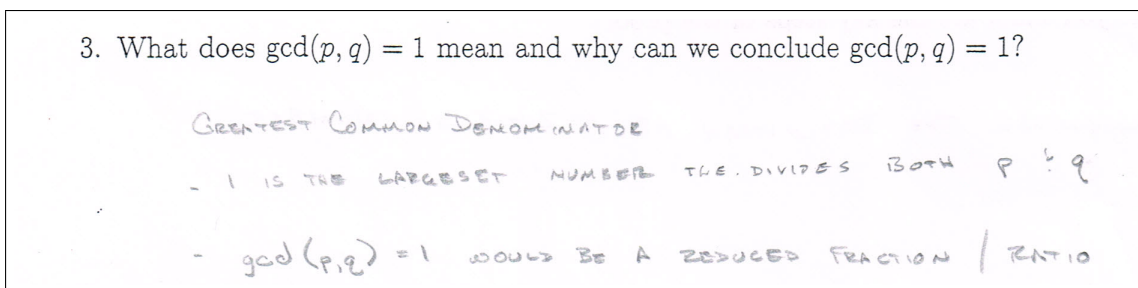 3. What does gcd(p, q) = 1 mean and why can we conclude gcd(p, q) = 1?
GREATEST COMMON DENOMINATOR
- 1 IS THE LARGESET NUMBER THE. DIVIDES BOTH p & q
- gcd (p,q) = 1 WOULD BE A REDUCED FRACTION / RATIO